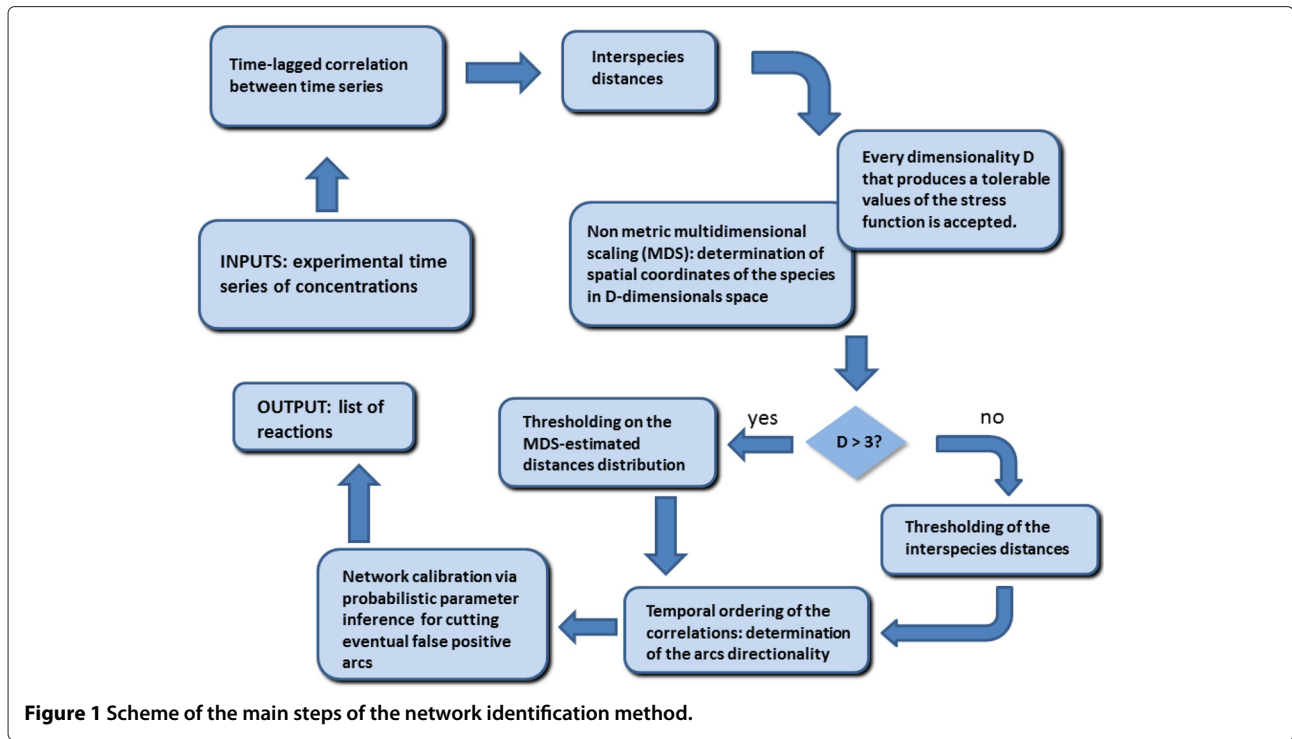 Time-lagged correlation
between time series
Interspecies
distances
Every dimensionality D
that produces a tolerable
values of the stress
function is accepted.
Non metric multidimensional
scaling (MDS): determination of
spatial coordinates of the species
in D-dimensionals space
INPUTS: experimental time
series of concentrations
OUTPUT: list of
reactions
Thresholding on the
MDS-estimated
distances distribution
yes
D > 3?
no
Thresholding of the
interspecies distances
Network calibration via
probabilistic parameter
inference for cutting
eventual false positive
arcs
Temporal ordering of the
correlations: determination
of the arcs directionality
Figure 1 Scheme of the main steps of the network identification method.